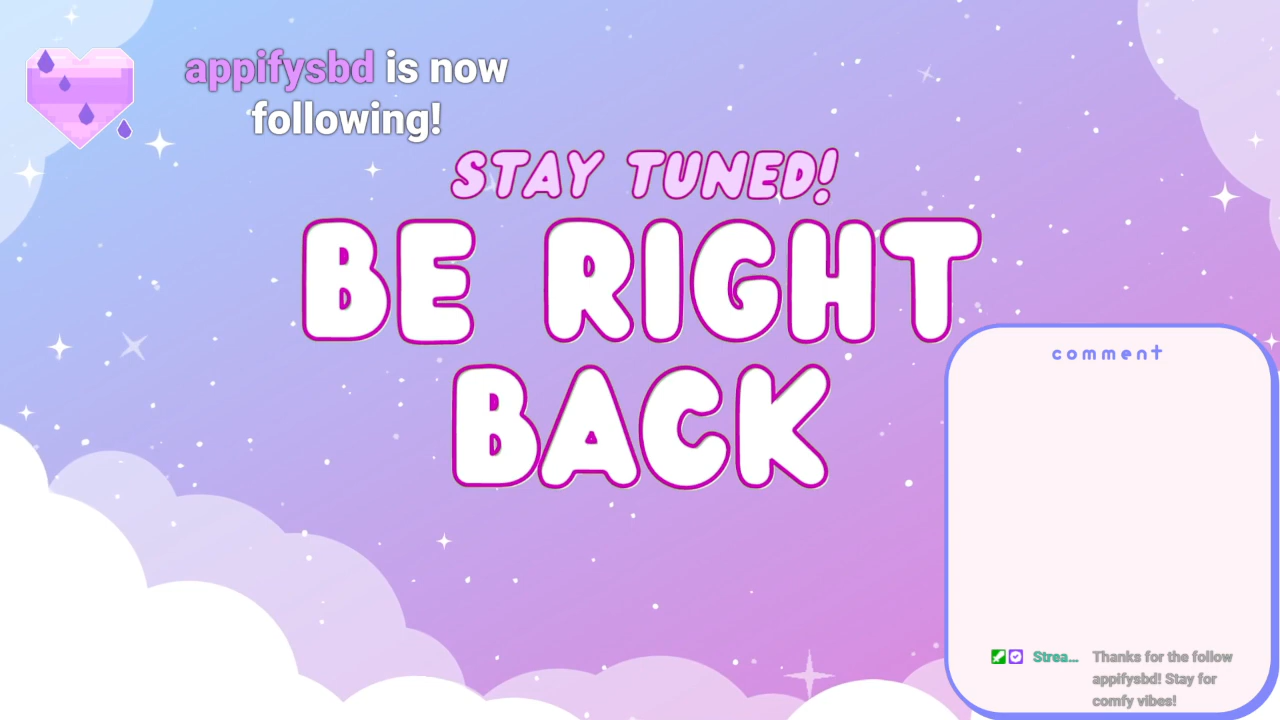 appifysbd is now
following!
STAY TUNED!
BE RIGHT
BACK
comment
Strea... Thanks for the follow
appifysbd! Stay for
comfy vibes!